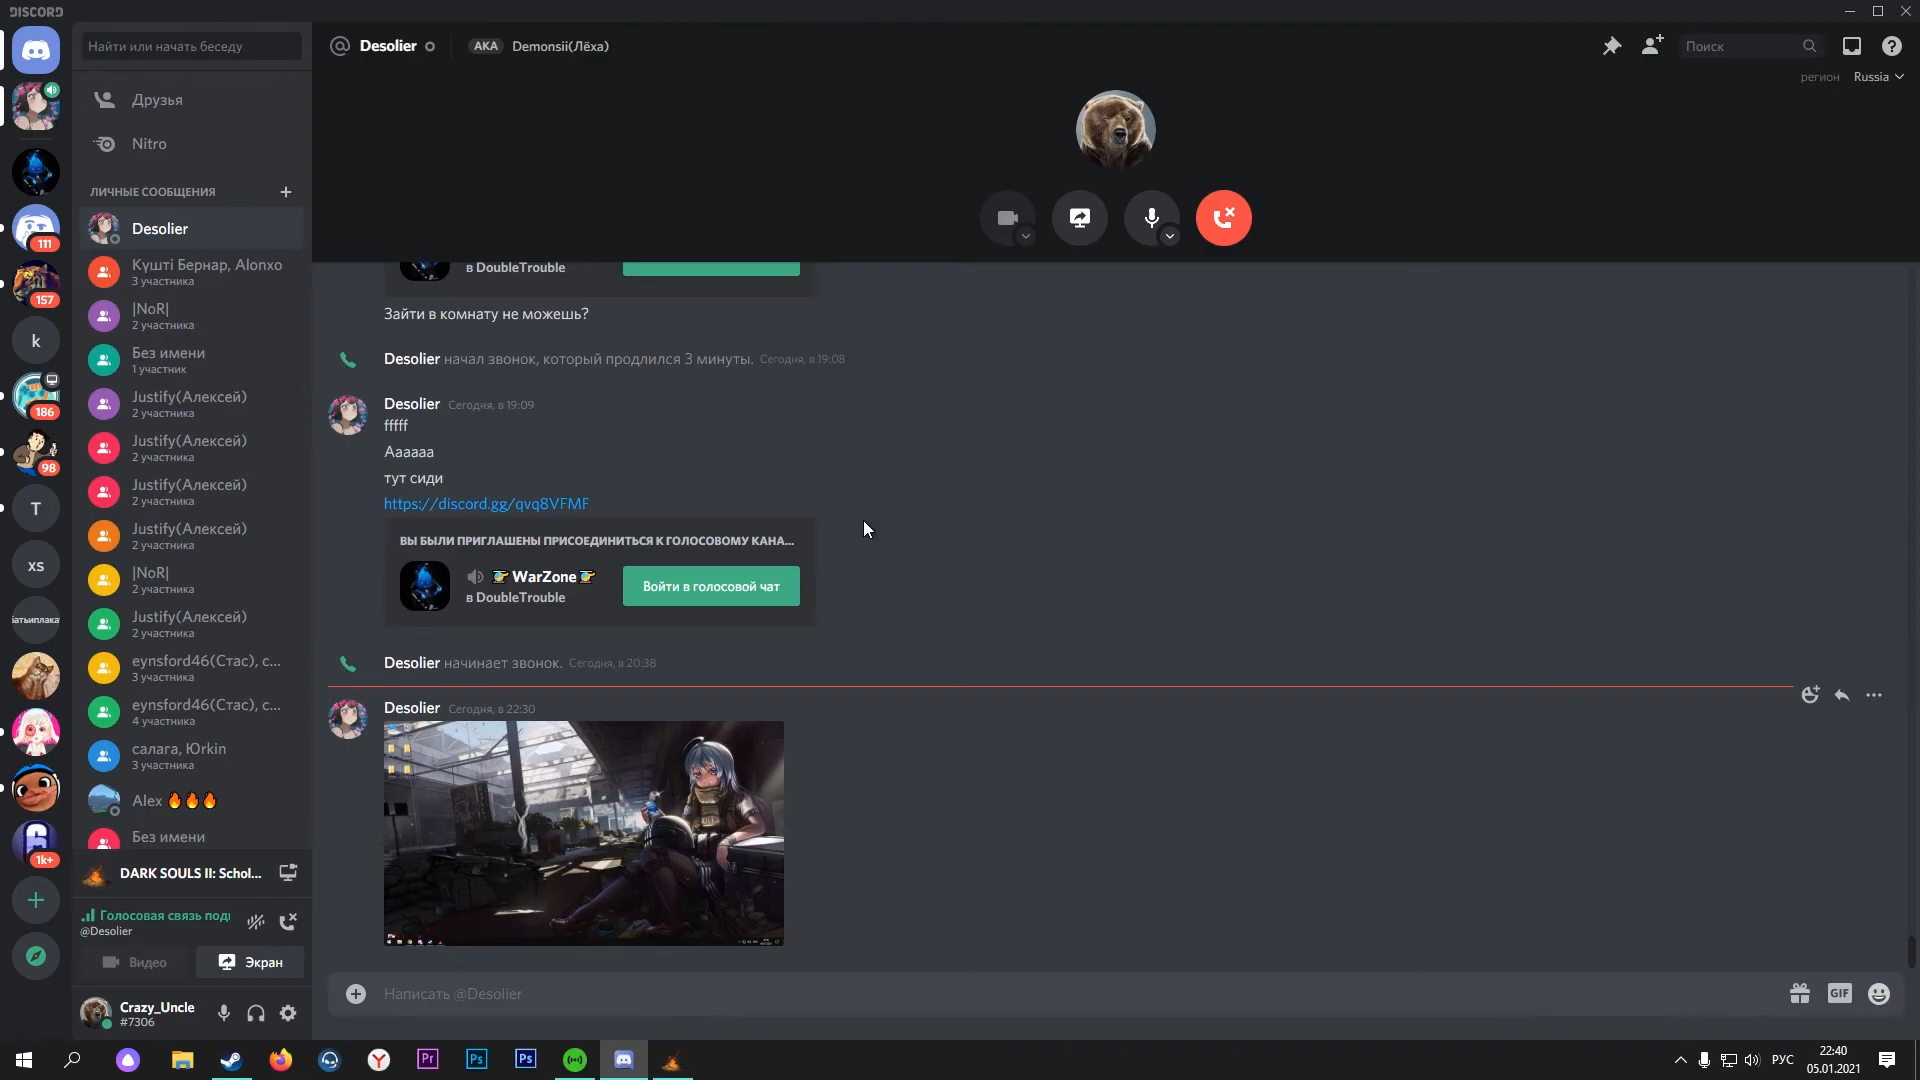 DISCORD
Найти или начать беседу
Desolier
AKA
Demonsii(Лёха)
Поиск
регион
Russia
Друзья
Nitro
ЛИЧНЫЕ СООБЩЕНИЯ
Desolier
Күшті Бернар, Alonxo
3 участника
|NoR|
2 участника
Без имени
1 участник
Justify(Алексей)
2 участника
Justify(Алексей)
2 участника
Justify(Алексей)
2 участника
Justify(Алексей)
2 участника
|NoR|
2 участника
Justify(Алексей)
2 участника
eynsford46(Стас), с...
3 участника
eynsford46(Стас), с...
4 участника
салага, Юrkin
3 участника
Alex 🔥🔥🔥
Без имени
111
157
k
186
98
T
xs
1k+
DARK SOULS II: Schol...
Голосовая связь под
@Desolier
Видео
Экран
Crazy_Uncle
#7306
в DoubleTrouble
Зайти в комнату не можешь?
Desolier начал звонок, который продлился 3 минуты. Сегодня, в 19:08
Desolier Сегодня, в 19:09
fffff
Aaaaaa
тут сиди
https://discord.gg/qvq8VFMF
ВЫ БЫЛИ ПРИГЛАШЕНЫ ПРИСОЕДИНИТЬСЯ К ГОЛОСОВОМУ КАНА...
WarZone
в DoubleTrouble
Войти в голосовой чат
Desolier начинает звонок. Сегодня, в 20:38
Desolier Сегодня, в 22:30
Написать @Desolier
GIF
Pr
Ps
Ps
РУС
22:40
05.01.2021